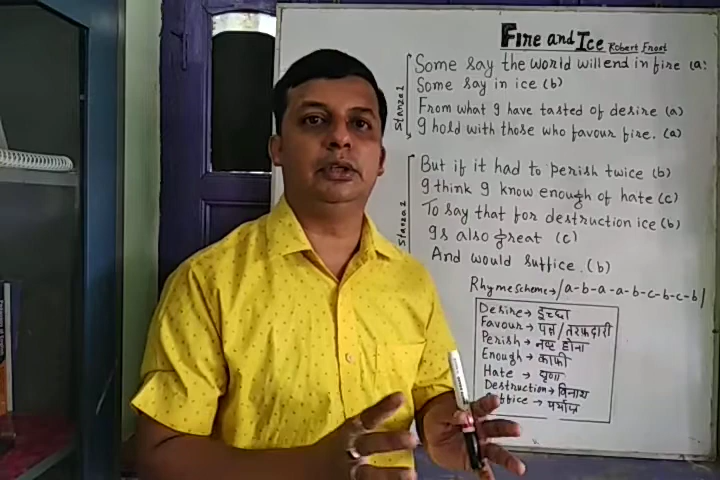 Fire and Ice Robert Frost
Stanza 1
Some say the world will end in fire (a)
Some say in ice (b)
From what I have tasted of desire (a)
I hold with those who favour fire. (a)
Stanza 2
But if it had to perish twice (b)
I think I know enough of hate (c)
To say that for destruction ice (b)
Is also great (c)
And would suffice. (b)
Rhyme Scheme → /a-b-a-a-b-c-b-c-b/
Desire → इच्छा
Favour → पक्ष / तरफदारी
Perish → नष्ट होना
Enough → काफी
Hate → घृणा
Destruction → विनाश
Suffice → पर्याप्त